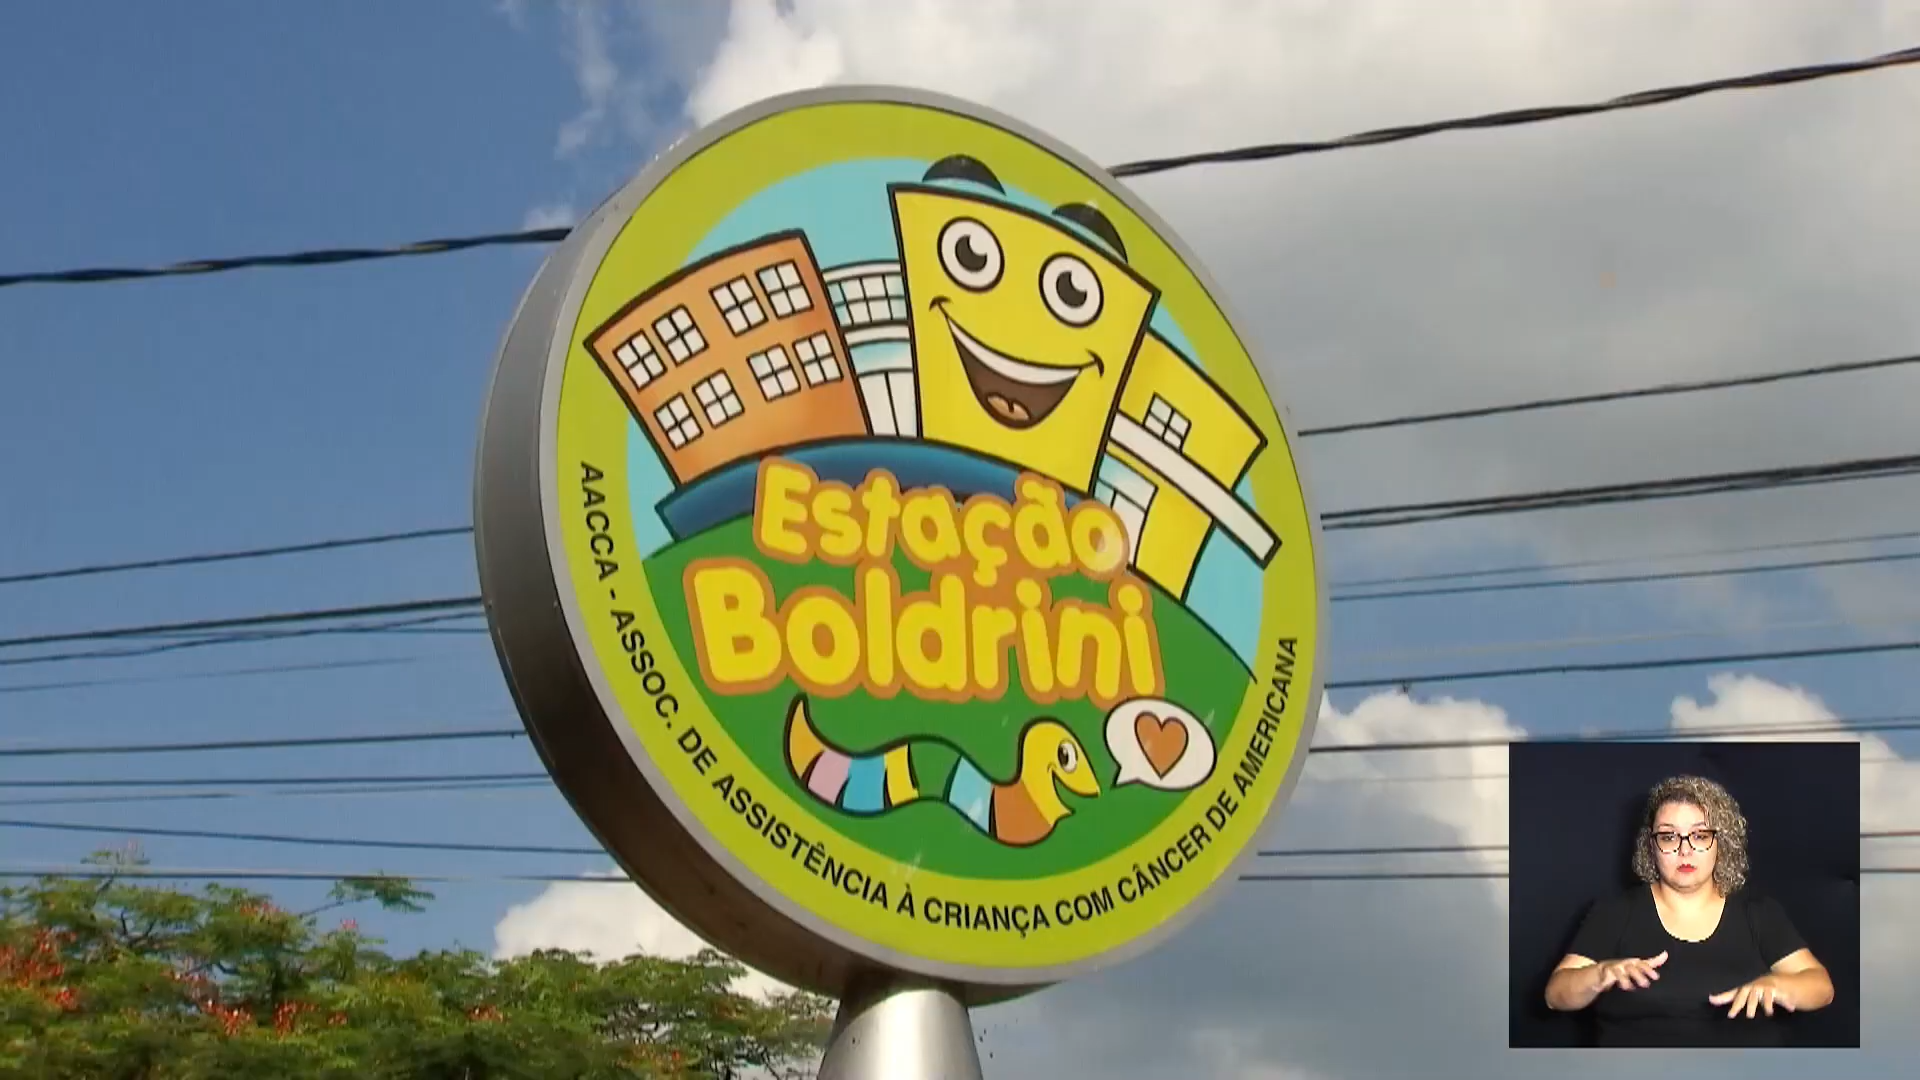 Estação
Boldrini
AACCA - ASSOC. DE ASSISTÊNCIA À CRIANÇA COM CÂNCER DE AMERICANA